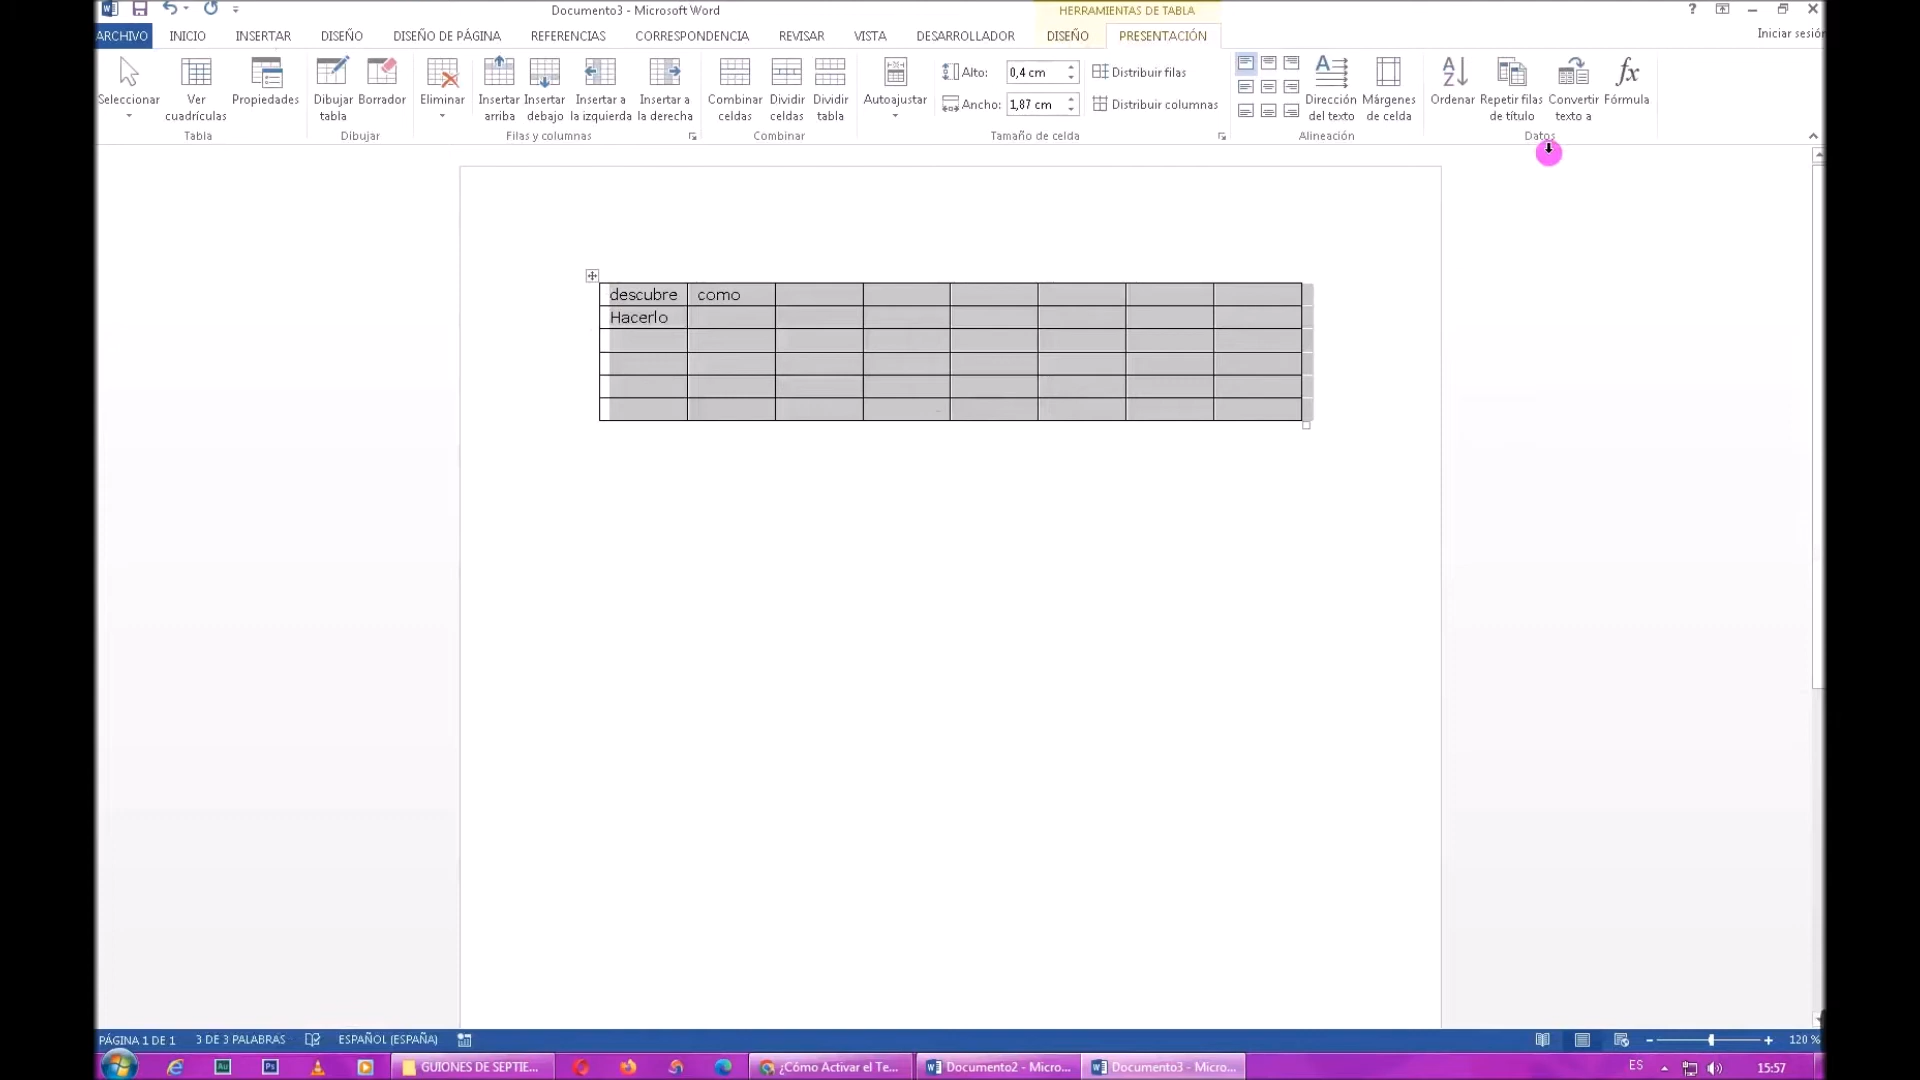 Documento3 - Microsoft Word
HERRAMIENTAS DE TABLA
ARCHIVO INICIO INSERTAR DISEÑO DISEÑO DE PÁGINA REFERENCIAS CORRESPONDENCIA REVISAR VISTA DESARROLLADOR DISEÑO PRESENTACIÓN
Iniciar sesión
Seleccionar
Ver cuadrículas
Propiedades
Tabla
Dibujar tabla
Borrador
Dibujar
Eliminar
Insertar arriba
Insertar debajo
Insertar a la izquierda
Insertar a la derecha
Filas y columnas
Combinar celdas
Dividir celdas
Dividir tabla
Combinar
Autoajustar
Alto: 0,4 cm
Ancho: 1,87 cm
Distribuir filas
Distribuir columnas
Tamaño de celda
Dirección del texto
Márgenes de celda
Alineación
Ordenar
Repetir filas de título
Convertir texto a
Fórmula
Datos
descubre como
Hacerlo
PÁGINA 1 DE 1 3 DE 3 PALABRAS ESPAÑOL (ESPAÑA) 120 %
GUIONES DE SEPTIE... ¿Cómo Activar el Te... Documento2 - Micro... Documento3 - Micro... ES 15:57